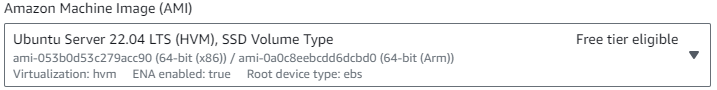 Amazon Machine Image (AMI)
Ubuntu Server 22.04 LTS (HVM), SSD Volume Type Free tier eligible
ami-053b0d53c279acc90 (64-bit (x86)) / ami-0a0c8eebcdd6dcbd0 (64-bit (Arm))
Virtualization: hvm ENA enabled: true Root device type: ebs